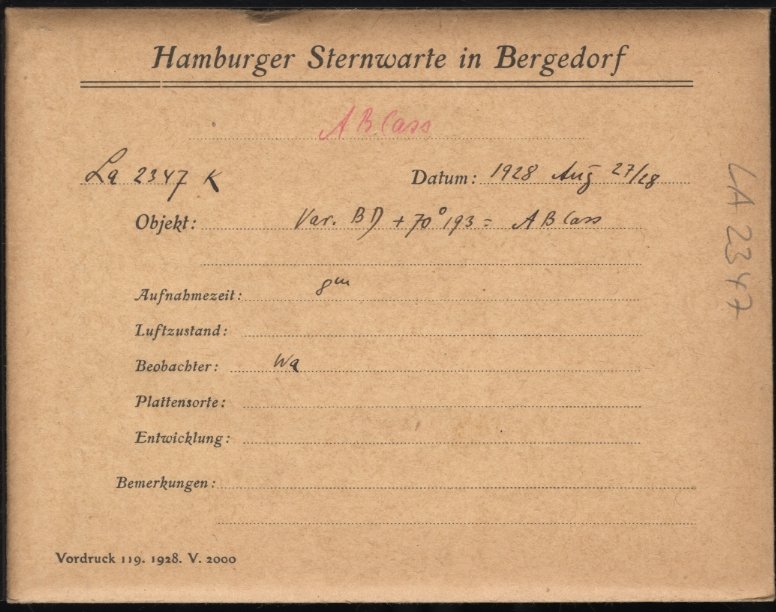 Hamburger Sternwarte in Bergedorf
AB Cass
La 2347 K
Datum: 1928 Aug 27/28
Objekt: Var. BD +70° 193 = AB Cass
Aufnahmezeit: 8m
Luftzustand:
Beobachter: Wa
Plattensorte:
Entwicklung:
Bemerkungen:
Vordruck 119. 1928. V. 2000
LA 2347